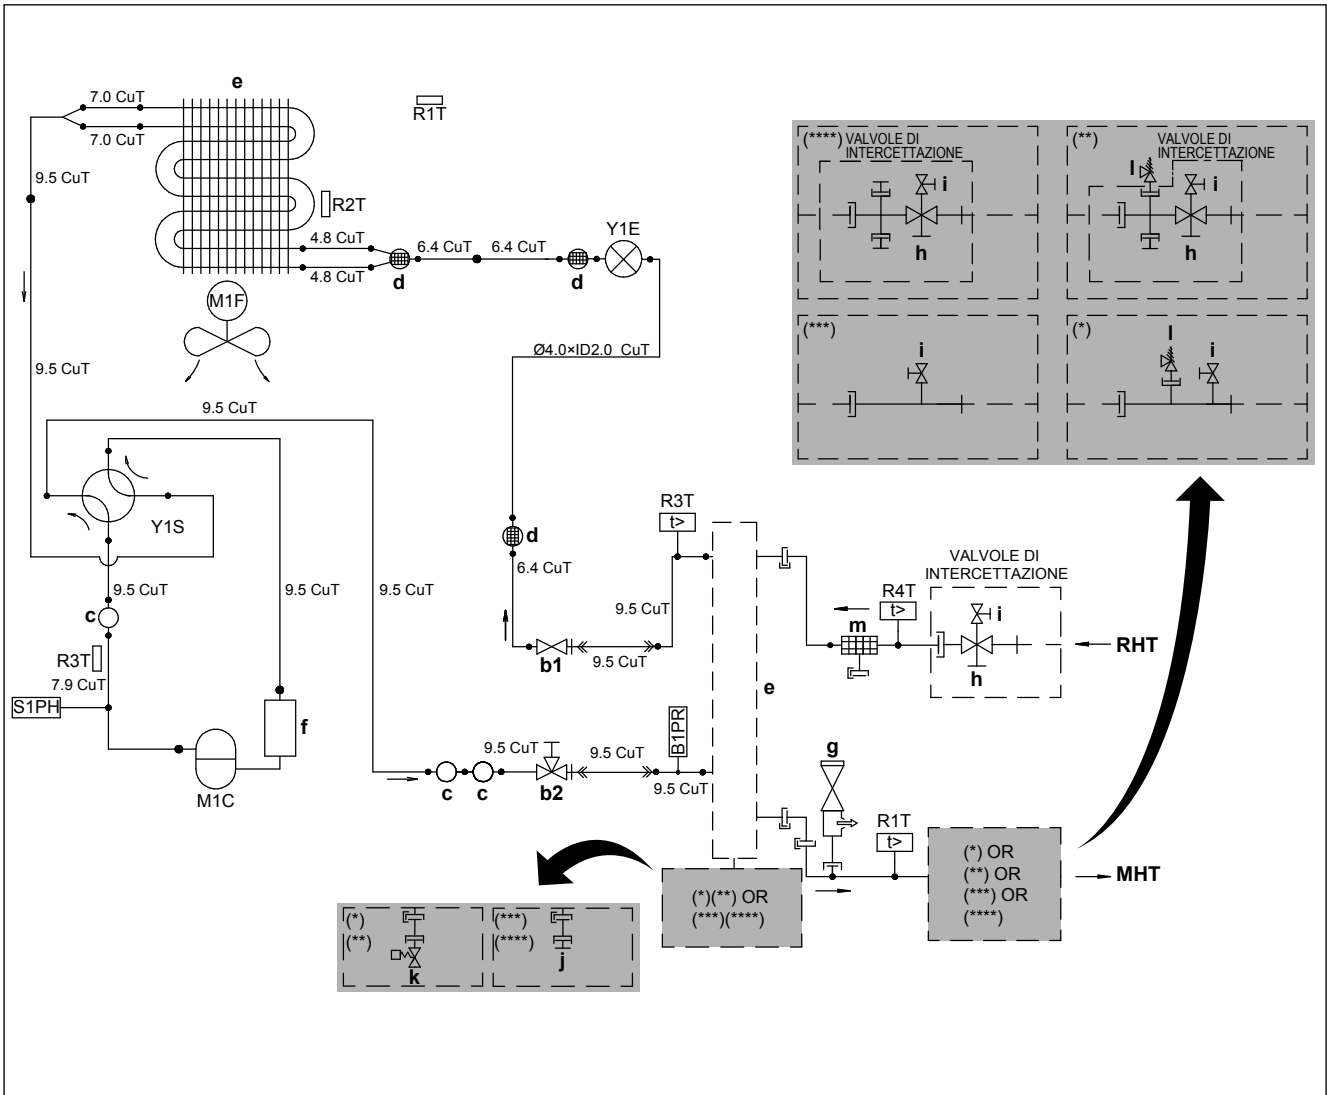 e
7.0 CuT
R1T
7.0 CuT
9.5 CuT
R2T
4.8 CuT
6.4 CuT
6.4 CuT
Y1E
4.8 CuT
d
d
M1F
Ø4.0×ID2.0 CuT
9.5 CuT
9.5 CuT
Y1S
d
6.4 CuT
9.5 CuT
9.5 CuT
9.5 CuT
c
R3T
7.9 CuT
S1PH
f
M1C
R3T
t>
9.5 CuT
b1
9.5 CuT
e
B1PR
9.5 CuT
9.5 CuT
9.5 CuT
c
c
b2
(****)
VALVOLE DI
INTERCETTAZIONE
i
h
(**)
VALVOLE DI
INTERCETTAZIONE
l
i
h
(***)
i
(*)
l
i
VALVOLE DI
INTERCETTAZIONE
R4T
t>
m
i
h
RHT
g
R1T
t>
(*) OR
(**) OR
(***) OR
(****)
MHT
(*)(**) OR
(***)(****)
(*)
(**)
k
(***)
(****)
j